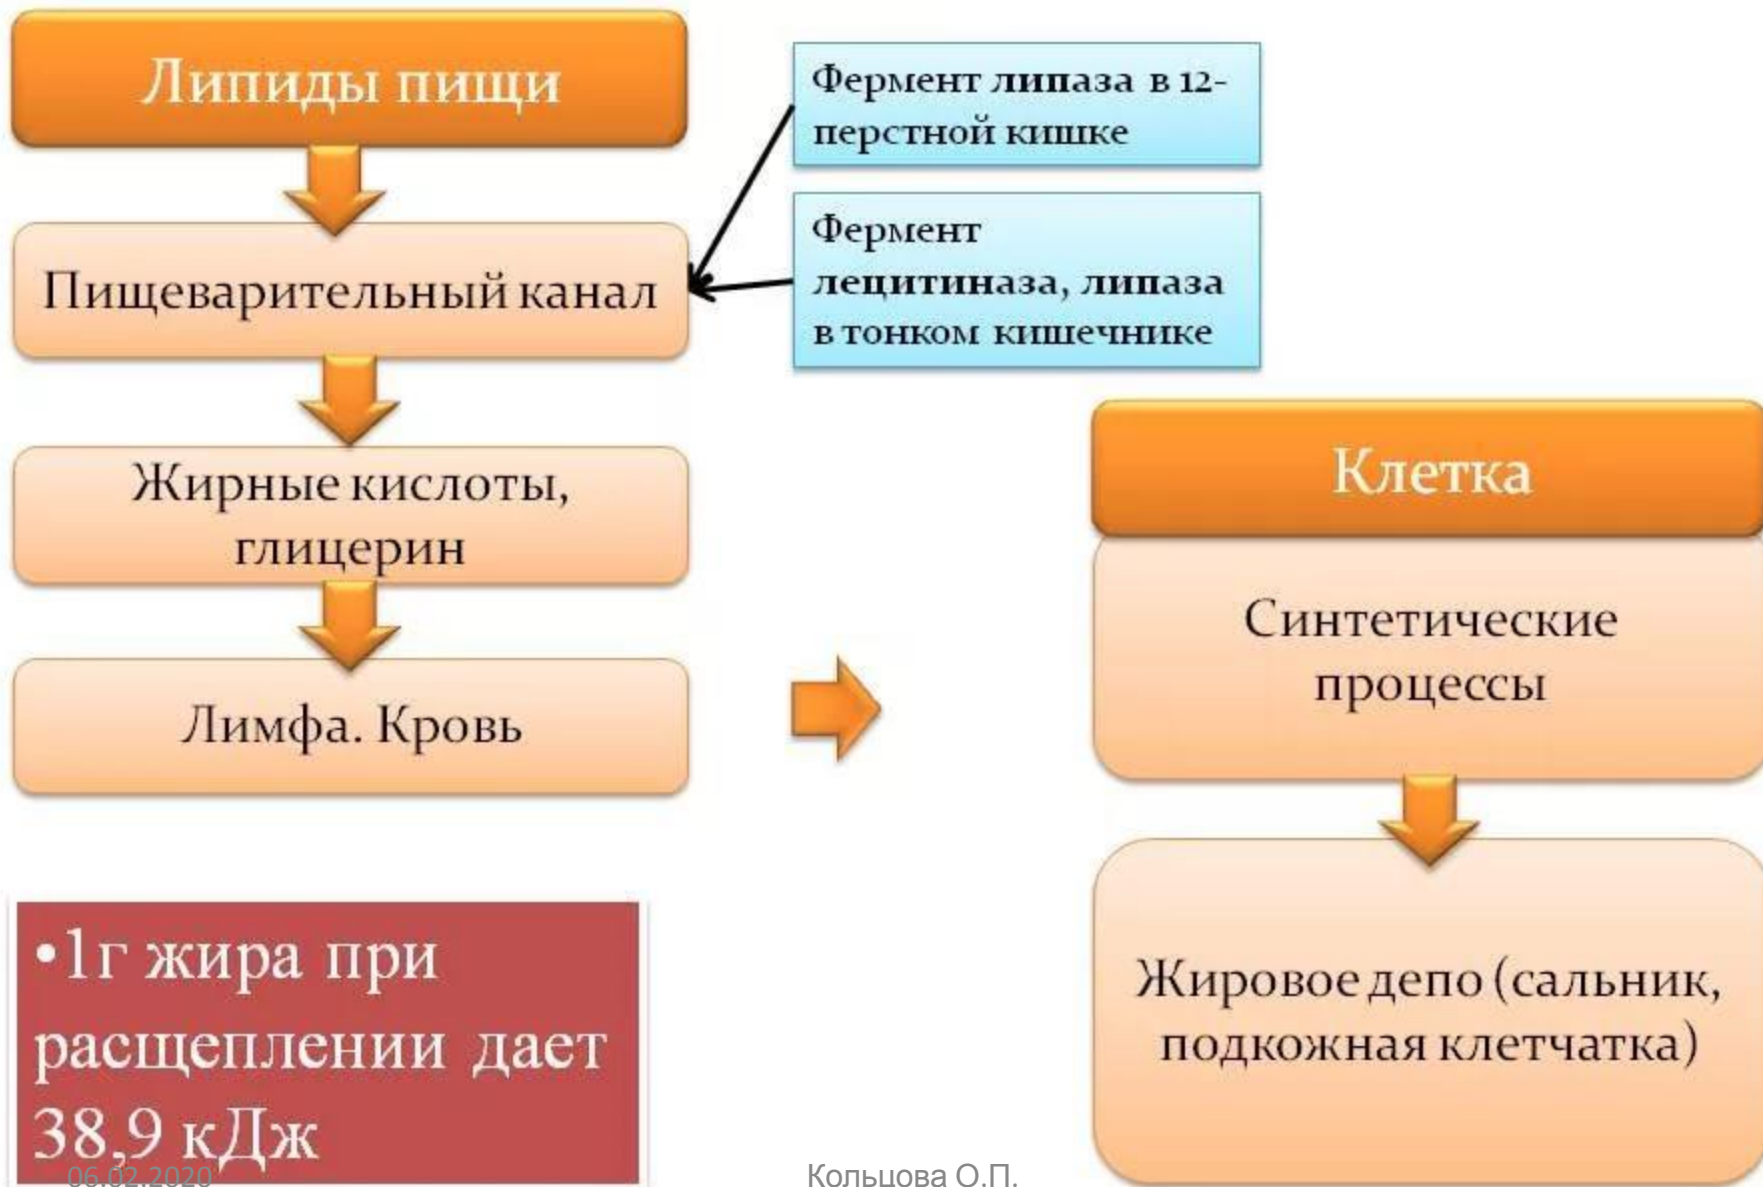 Липиды пищи
Фермент липаза в 12-
перстной кишке
Пищеварительный канал
Фермент
лецитиназа, липаза
в тонком кишечнике
Жирные кислоты,
глицерин
Лимфа. Кровь
Клетка
Синтетические
процессы
Жировое депо (сальник,
подкожная клетчатка)
•1г жира при
расщеплении дает
38,9 кДж
06.02.2020
Кольцова О.П.